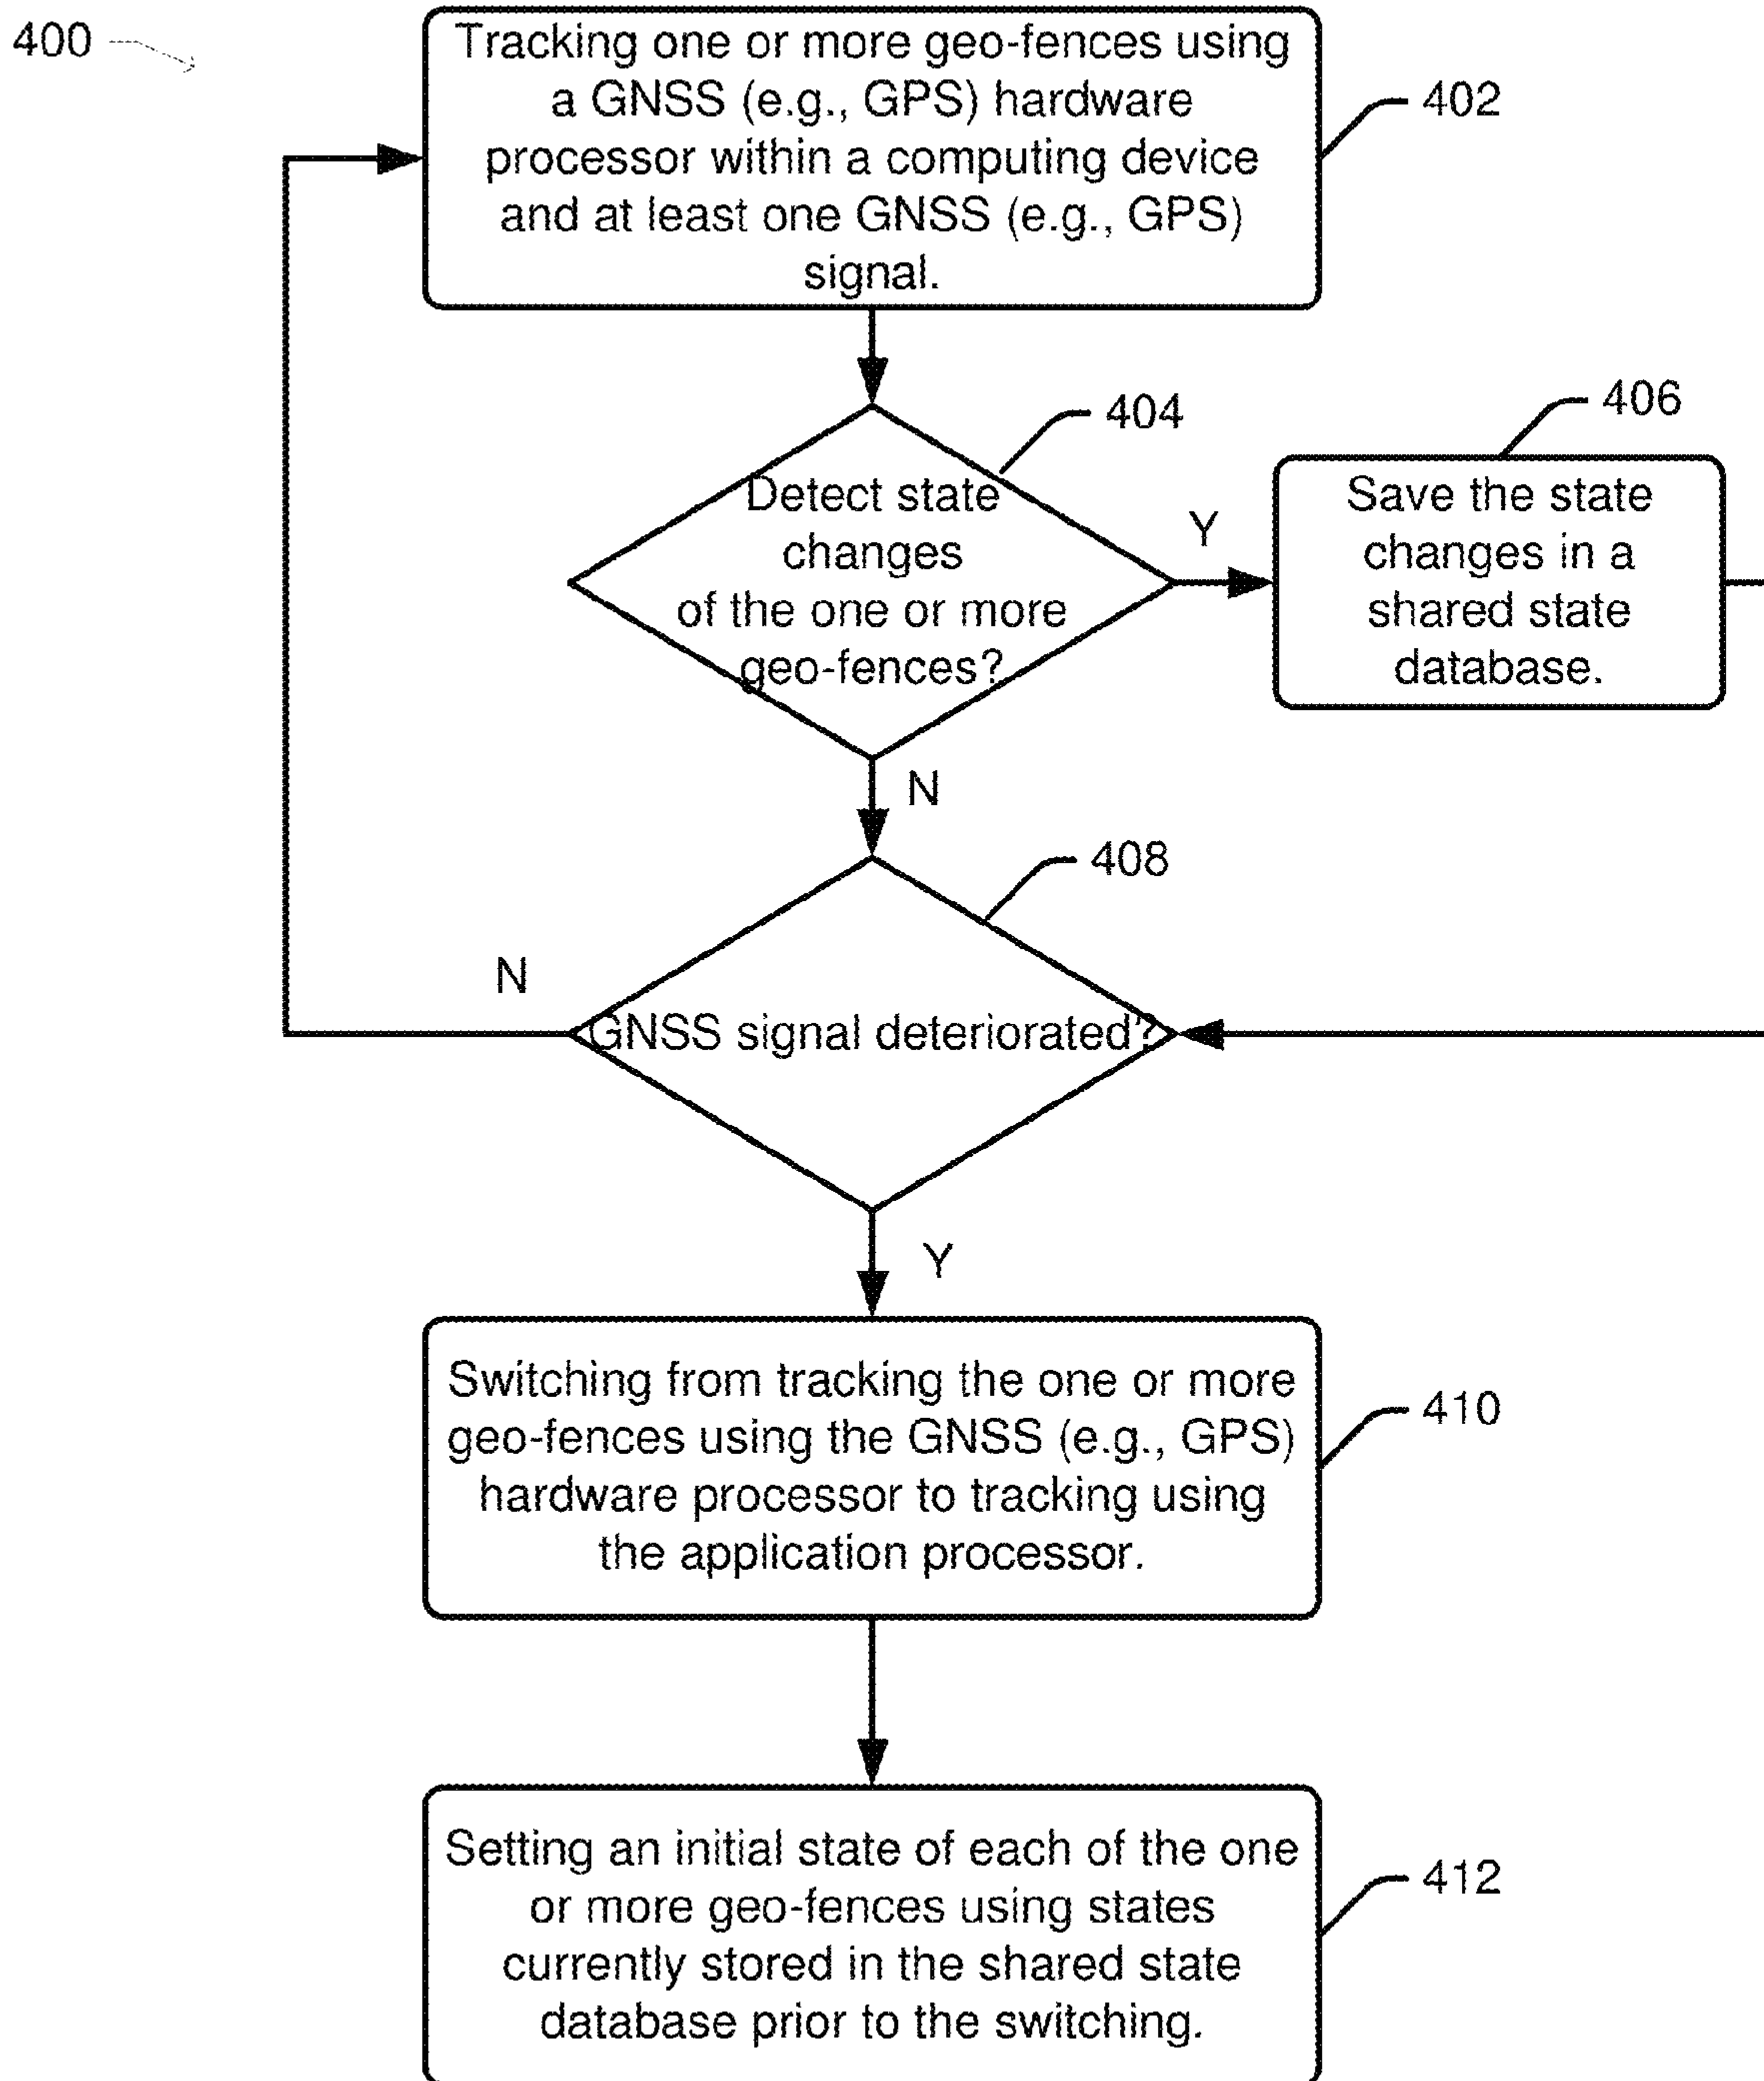 400
Tracking one or more geo-fences using
a GNSS (e.g., GPS) hardware
processor within a computing device
and at least one GNSS (e.g., GPS)
signal.
402
404
Detect state
changes
of the one or more
geo-fences?
Y
406
Save the state
changes in a
shared state
database.
N
408
N
GNSS signal deteriorated?
Y
Switching from tracking the one or more
geo-fences using the GNSS (e.g., GPS)
hardware processor to tracking using
the application processor.
410
Setting an initial state of each of the one
or more geo-fences using states
currently stored in the shared state
database prior to the switching.
412